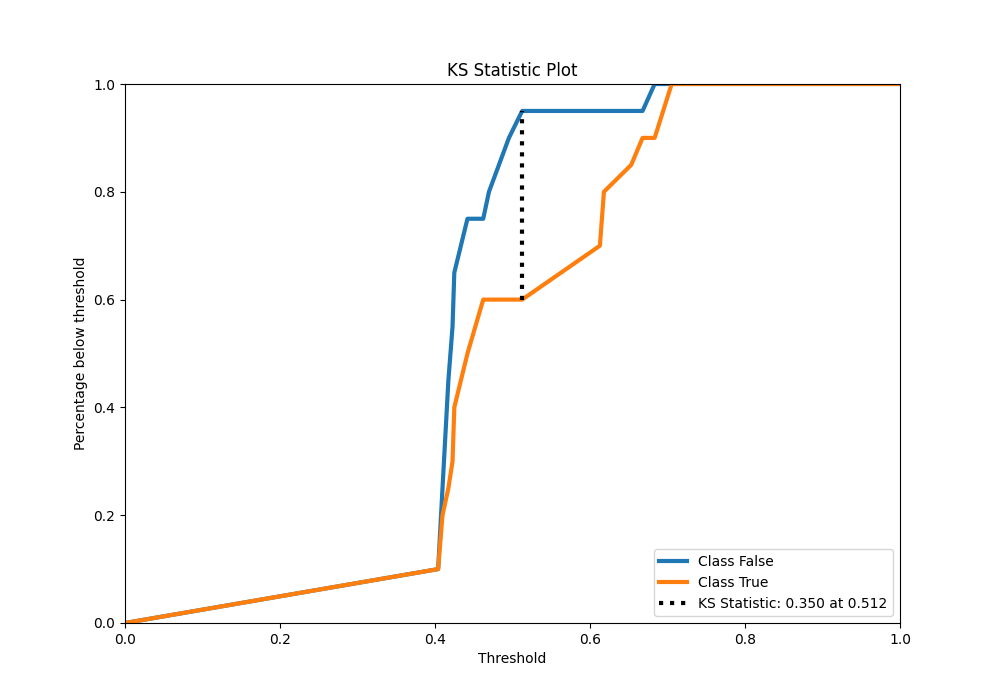 KS Statistic Plot
1.0
0.8
0.6
0.4
0.2
0.0
Percentage below threshold
0.0 0.2 0.4 0.6 0.8 1.0
Threshold
Class False
Class True
KS Statistic: 0.350 at 0.512